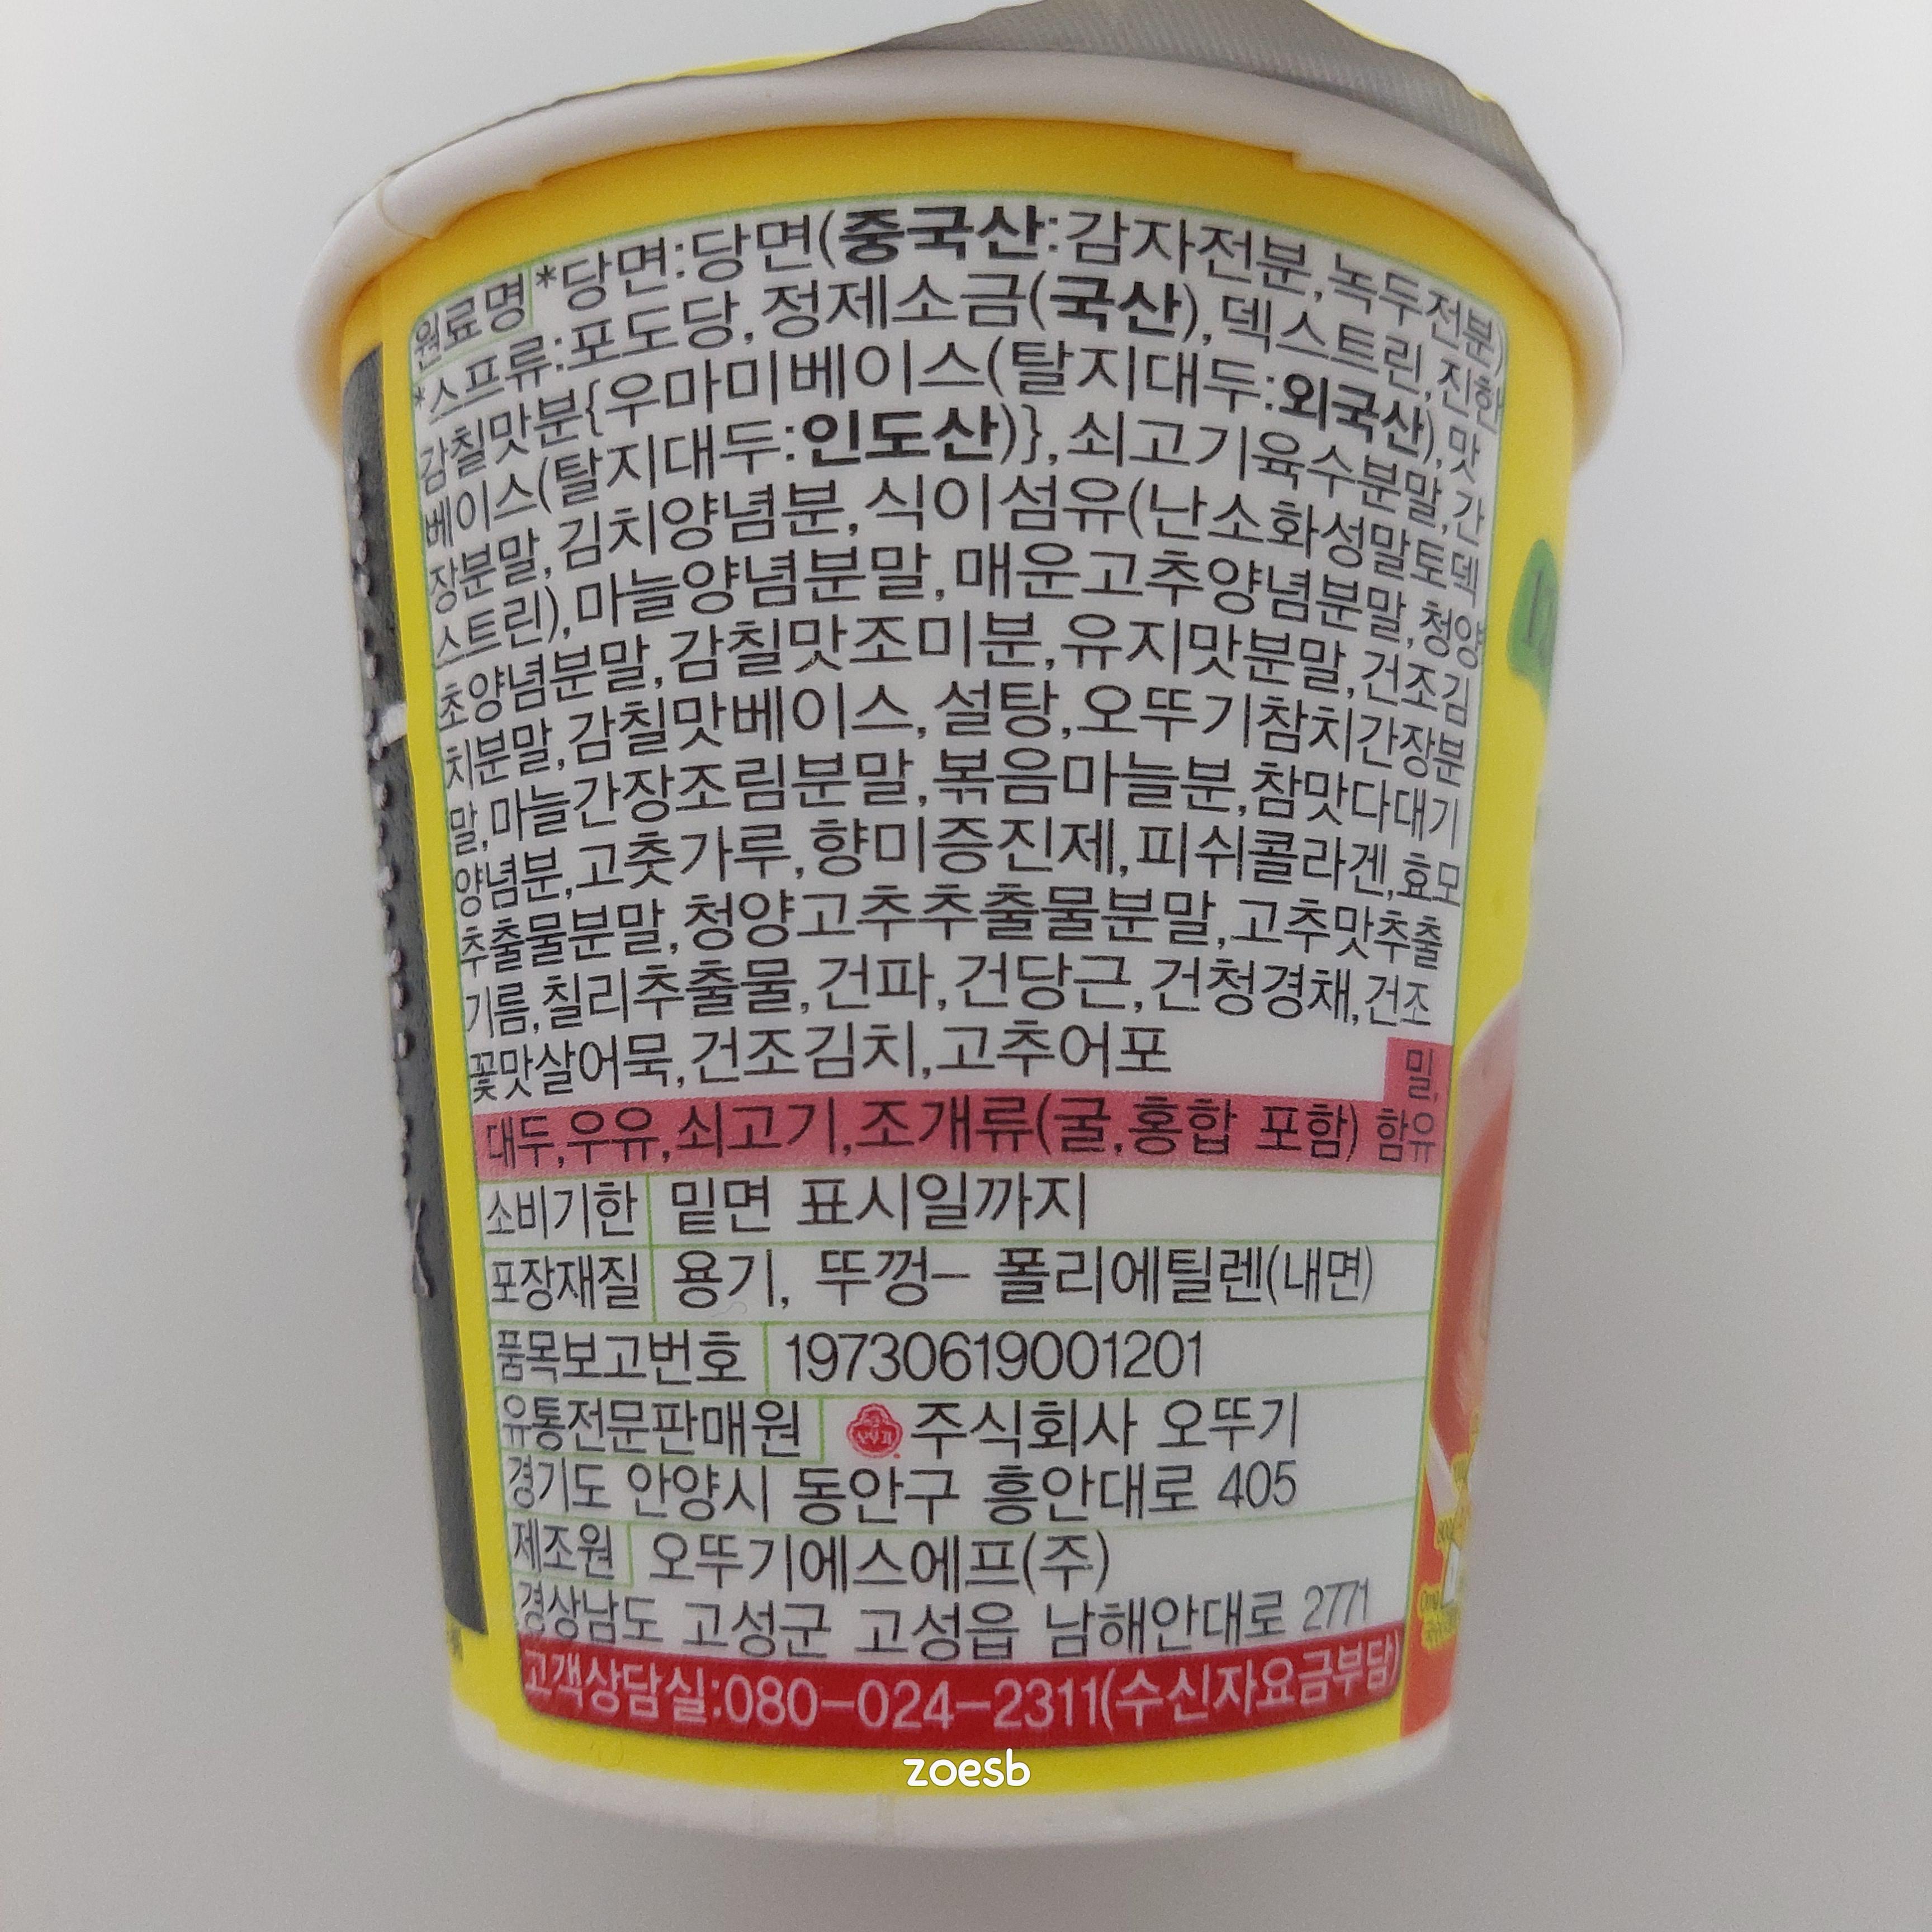 원료명 *당면:당면(중국산:감자전분,녹두전분)
*스프류:포도당,정제소금(국산),덱스트린,진한
감칠맛분{우마미베이스(탈지대두:외국산),맛
베이스(탈지대두:인도산)},쇠고기육수분말,간
장분말,김치양념분,식이섬유(난소화성말토덱
스트린),마늘양념분말,매운고추양념분말,청양
초양념분말,감칠맛조미분,유지맛분말,건조김
치분말,감칠맛베이스,설탕,오뚜기참치간장분
말,마늘간장조림분말,볶음마늘분,참맛다대기
양념분,고춧가루,향미증진제,피쉬콜라겐,효모
추출물분말,청양고추추출물분말,고추맛추출
기름,칠리추출물,건파,건당근,건청경채,건조
꽃맛살어묵,건조김치,고추어포
밀,
대두,우유,쇠고기,조개류(굴,홍합 포함) 함유
소비기한 밑면 표시일까지
포장재질 용기, 뚜껑– 폴리에틸렌(내면)
품목보고번호 19730619001201
유통전문판매원 주식회사 오뚜기
경기도 안양시 동안구 흥안대로 405
제조원 오뚜기에스에프(주)
경상남도 고성군 고성읍 남해안대로 2771
고객상담실:080–024–2311(수신자요금부담)
zoesb